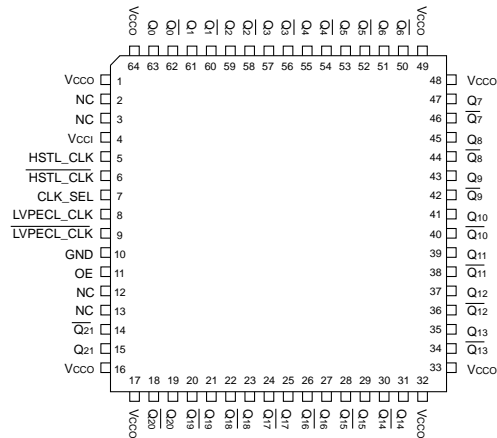 VCCO Q0 Q0 Q1 Q1 Q2 Q2 Q3 Q3 Q4 Q4 Q5 Q5 Q6 Q6 VCCO
64 63 62 61 60 59 58 57 56 55 54 53 52 51 50 49
VCCO 1
NC 2
NC 3
VCCI 4
HSTL_CLK 5
HSTL_CLK 6
CLK_SEL 7
LVPECL_CLK 8
LVPECL_CLK 9
GND 10
OE 11
NC 12
NC 13
Q21 14
Q21 15
VCCO 16
48 VCCO
47 Q7
46 Q7
45 Q8
44 Q8
43 Q9
42 Q9
41 Q10
40 Q10
39 Q11
38 Q11
37 Q12
36 Q12
35 Q13
34 Q13
33 VCCO
17 18 19 20 21 22 23 24 25 26 27 28 29 30 31 32
VCCO Q20 Q20 Q19 Q19 Q18 Q18 Q17 Q17 Q16 Q16 Q15 Q15 Q14 Q14 VCCO